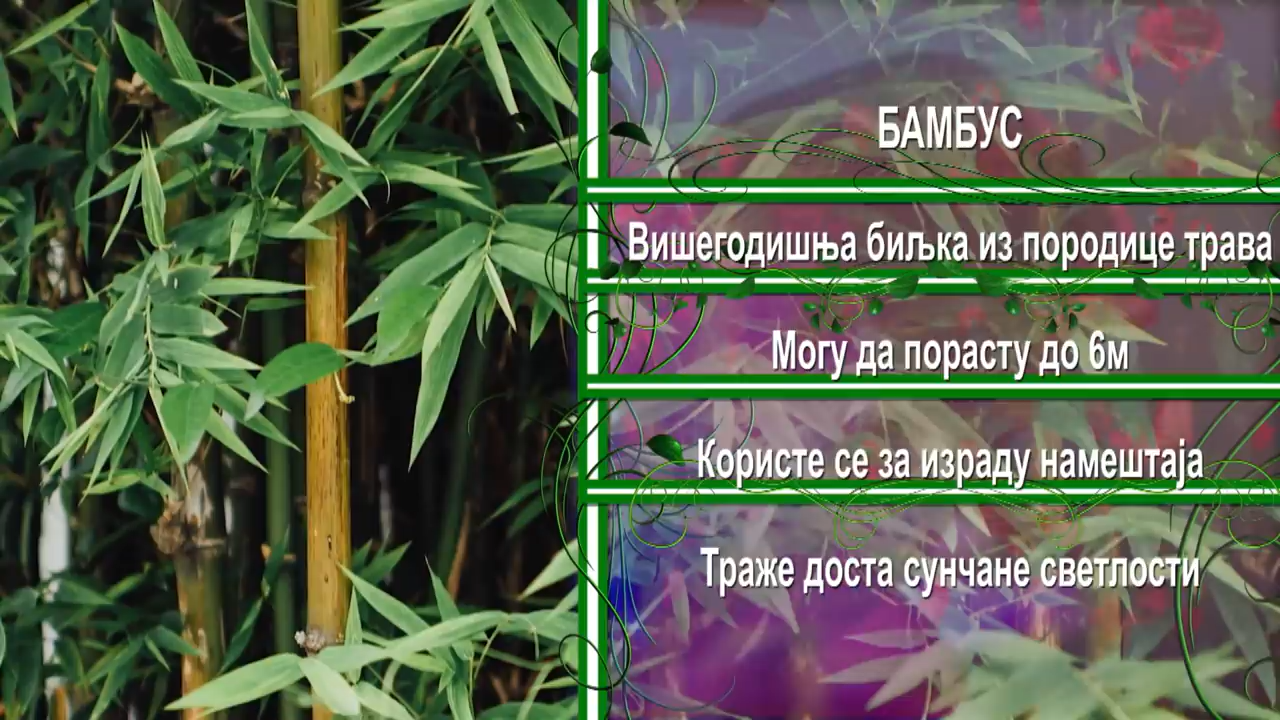 БАМБУС
Вишегодишња биљка из породице трава
Могу да порасту до 6м
Користе се за израду намештаја
Траже доста сунчане светлости